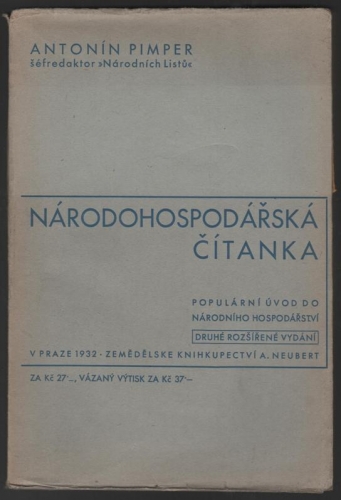 ANTONÍN PIMPER
šéfredaktor »Národních Listů«
NÁRODOHOSPODÁŘSKÁ
ČÍTANKA
POPULÁRNÍ ÚVOD DO
NÁRODNÍHO HOSPODÁŘSTVÍ
DRUHÉ ROZŠÍŘENÉ VYDÁNÍ
V PRAZE 1932 - ZEMĚDĚLSKE KNIHKUPECTVÍ A. NEUBERT
ZA Kč 27·–, VÁZANÝ VÝTISK ZA Kč 37·–